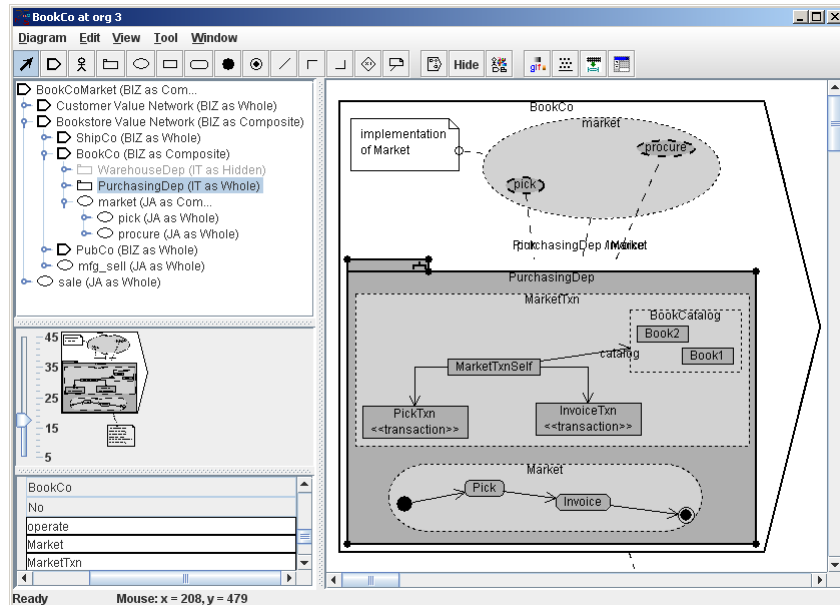 BookCo at org 3
Diagram Edit View Tool Window
Hide
gif
BookCoMarket (BIZ as Com...
Customer Value Network (BIZ as Whole)
Bookstore Value Network (BIZ as Composite)
ShipCo (BIZ as Whole)
BookCo (BIZ as Composite)
WarehouseDep (IT as Hidden)
PurchasingDep (IT as Whole)
market (JA as Com...
pick (JA as Whole)
procure (JA as Whole)
PubCo (BIZ as Whole)
mfg_sell (JA as Whole)
sale (JA as Whole)
45
35
25
15
5
BookCo
No
operate
Market
MarketTxn
BookCo
implementation
of Market
market
procure
pick
PurchasingDep
MarketTxn
BookCatalog
Book2
Book1
catalog
MarketTxnSelf
PickTxn
<<transaction>>
InvoiceTxn
<<transaction>>
Market
Pick
Invoice
Ready Mouse: x = 208, y = 479